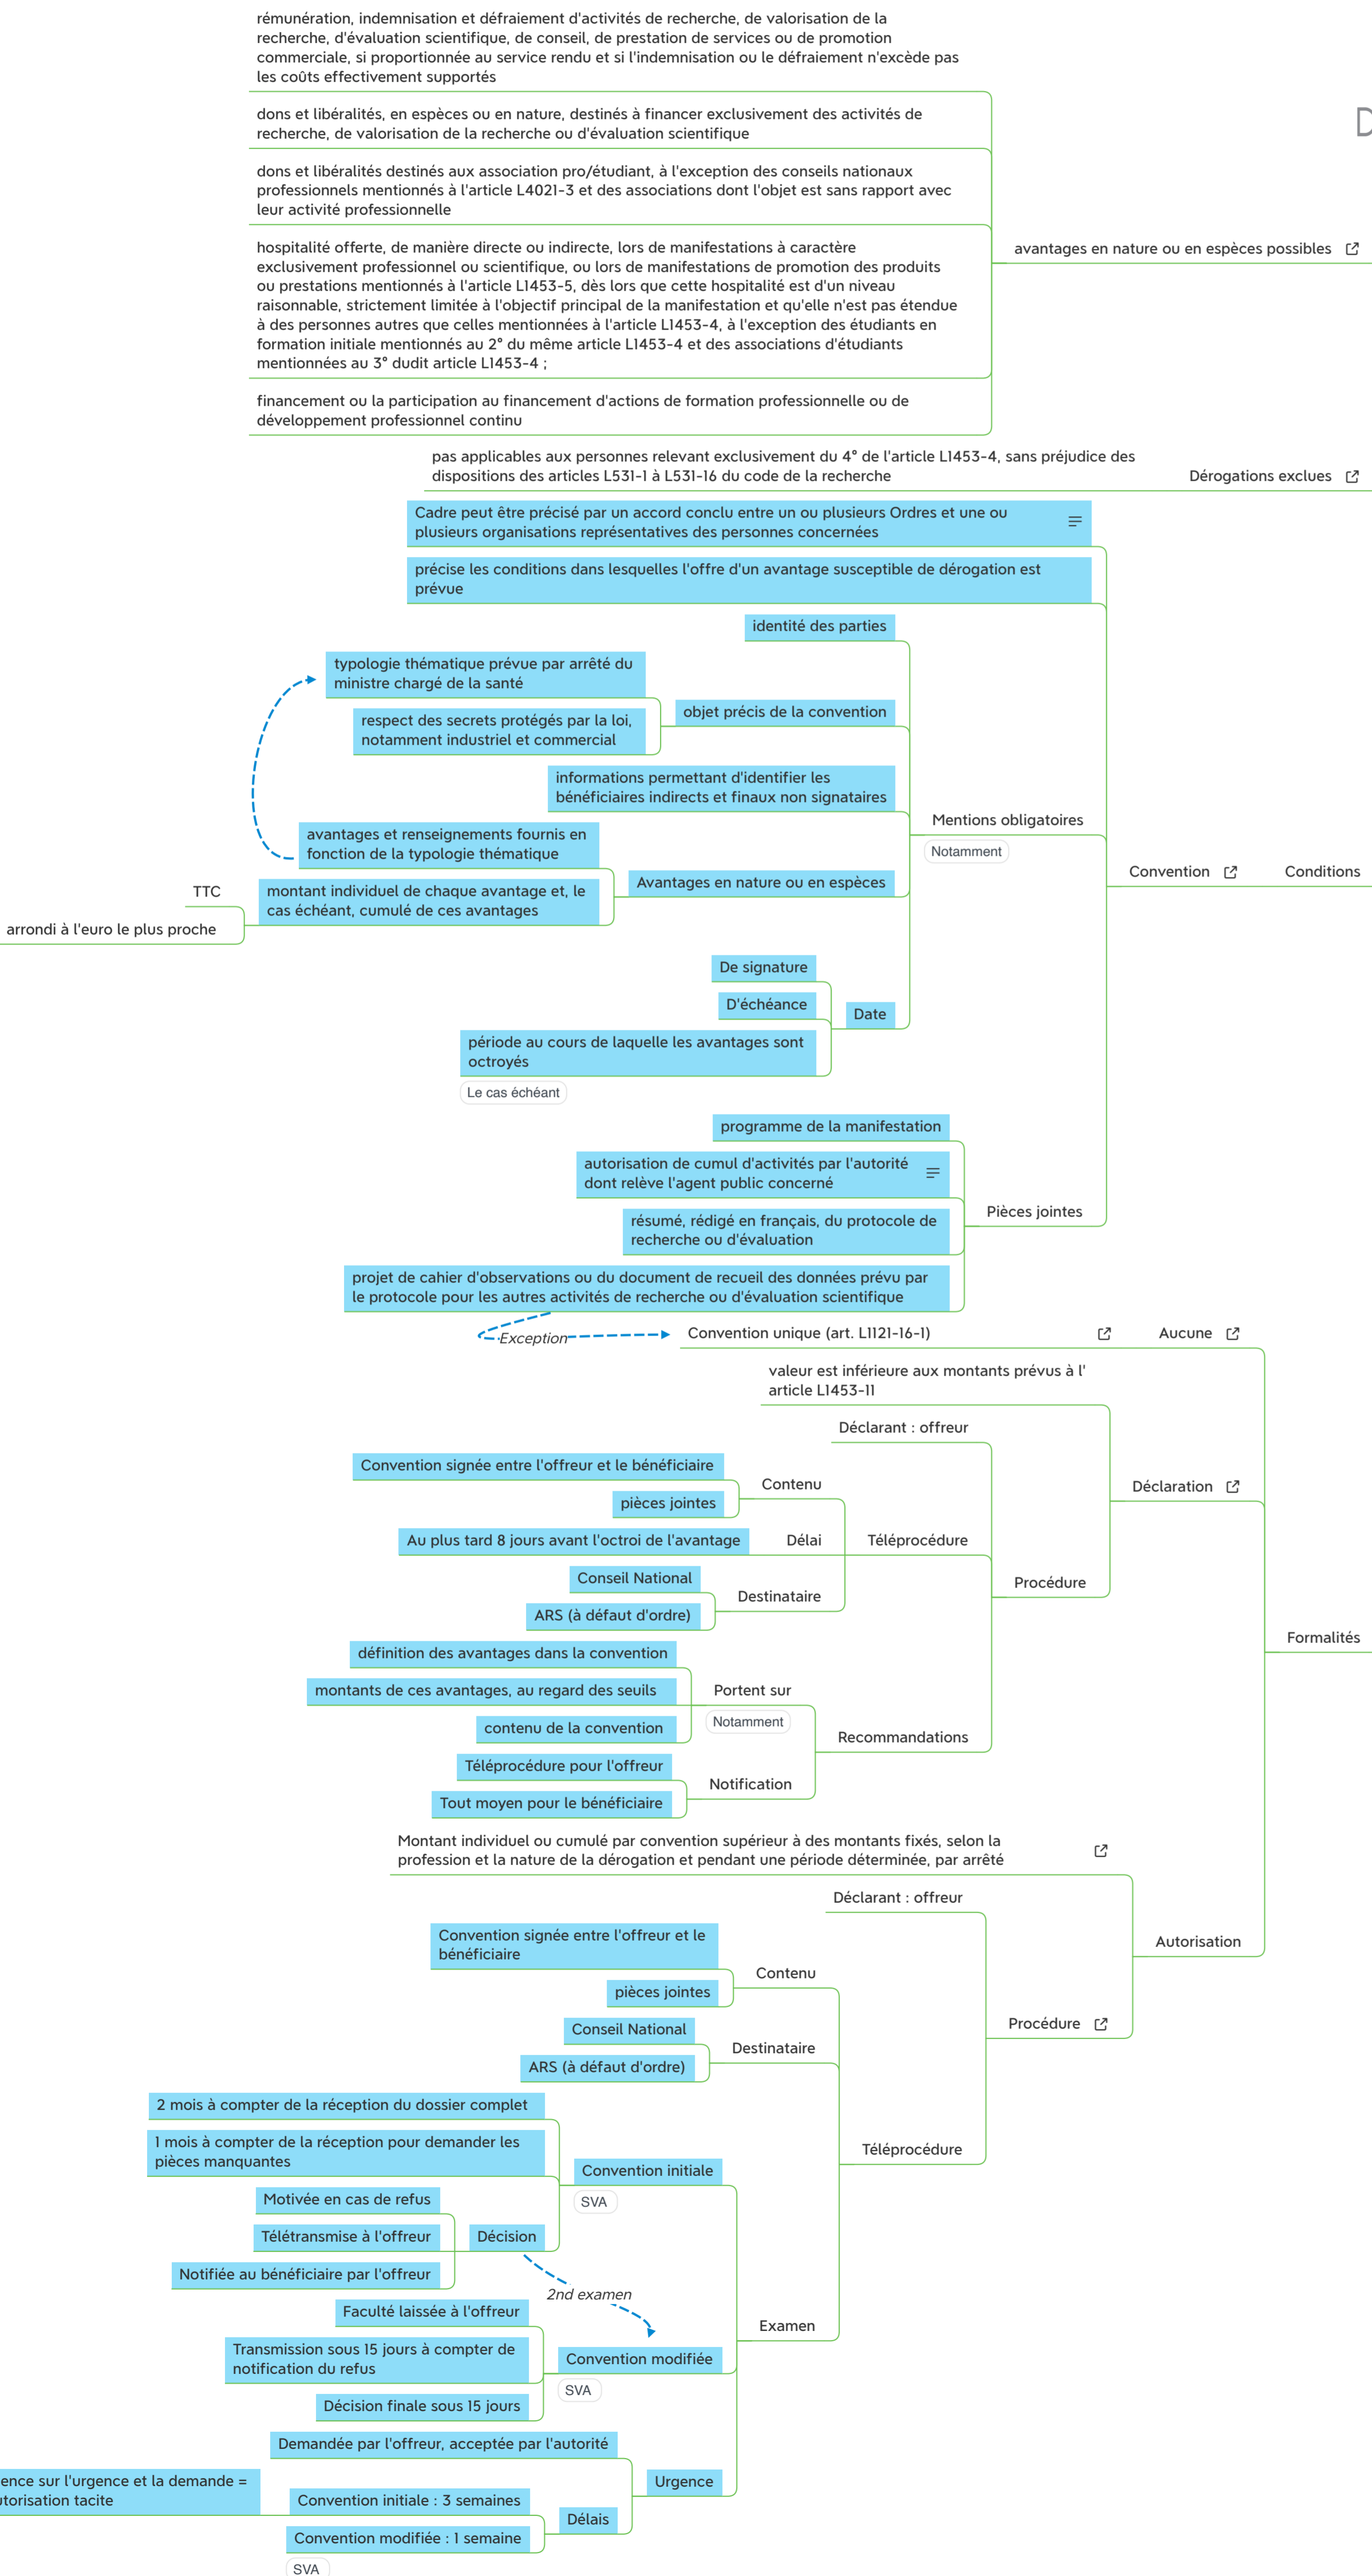 rémunération, indemnisation et défraiement d'activités de recherche, de valorisation de la
recherche, d'évaluation scientifique, de conseil, de prestation de services ou de promotion
commerciale, si proportionnée au service rendu et si l'indemnisation ou le défraiement n'excède pas
les coûts effectivement supportés
dons et libéralités, en espèces ou en nature, destinés à financer exclusivement des activités de
recherche, de valorisation de la recherche ou d'évaluation scientifique
dons et libéralités destinés aux association pro/étudiant, à l'exception des conseils nationaux
professionnels mentionnés à l'article L4021-3 et des associations dont l'objet est sans rapport avec
leur activité professionnelle
hospitalité offerte, de manière directe ou indirecte, lors de manifestations à caractère
exclusivement professionnel ou scientifique, ou lors de manifestations de promotion des produits
ou prestations mentionnés à l'article L1453-5, dès lors que cette hospitalité est d'un niveau
raisonnable, strictement limitée à l'objectif principal de la manifestation et qu'elle n'est pas étendue
à des personnes autres que celles mentionnées à l'article L1453-4, à l'exception des étudiants en
formation initiale mentionnés au 2° du même article L1453-4 et des associations d'étudiants
mentionnées au 3° dudit article L1453-4 ;
financement ou la participation au financement d'actions de formation professionnelle ou de
développement professionnel continu
avantages en nature ou en espèces possibles
D
pas applicables aux personnes relevant exclusivement du 4° de l'article L1453-4, sans préjudice des
dispositions des articles L531-1 à L531-16 du code de la recherche
Dérogations exclues
Cadre peut être précisé par un accord conclu entre un ou plusieurs Ordres et une ou
plusieurs organisations représentatives des personnes concernées
précise les conditions dans lesquelles l'offre d'un avantage susceptible de dérogation est
prévue
identité des parties
typologie thématique prévue par arrêté du
ministre chargé de la santé
respect des secrets protégés par la loi,
notamment industriel et commercial
objet précis de la convention
informations permettant d'identifier les
bénéficiaires indirects et finaux non signataires
avantages et renseignements fournis en
fonction de la typologie thématique
TTC
arrondi à l'euro le plus proche
montant individuel de chaque avantage et, le
cas échéant, cumulé de ces avantages
Avantages en nature ou en espèces
De signature
D'échéance
période au cours de laquelle les avantages sont
octroyés
Le cas échéant
Date
Mentions obligatoires
Notamment
Convention
Conditions
programme de la manifestation
autorisation de cumul d'activités par l'autorité
dont relève l'agent public concerné
résumé, rédigé en français, du protocole de
recherche ou d'évaluation
projet de cahier d'observations ou du document de recueil des données prévu par
le protocole pour les autres activités de recherche ou d'évaluation scientifique
Pièces jointes
Exception
Convention unique (art. L1121-16-1)
Aucune
valeur est inférieure aux montants prévus à l'
article L1453-11
Déclarant : offreur
Convention signée entre l'offreur et le bénéficiaire
pièces jointes
Contenu
Au plus tard 8 jours avant l'octroi de l'avantage
Délai
Conseil National
ARS (à défaut d'ordre)
Destinataire
Téléprocédure
définition des avantages dans la convention
montants de ces avantages, au regard des seuils
contenu de la convention
Portent sur
Notamment
Téléprocédure pour l'offreur
Tout moyen pour le bénéficiaire
Notification
Recommandations
Procédure
Déclaration
Formalités
Montant individuel ou cumulé par convention supérieur à des montants fixés, selon la
profession et la nature de la dérogation et pendant une période déterminée, par arrêté
Déclarant : offreur
Convention signée entre l'offreur et le
bénéficiaire
pièces jointes
Contenu
Conseil National
ARS (à défaut d'ordre)
Destinataire
2 mois à compter de la réception du dossier complet
1 mois à compter de la réception pour demander les
pièces manquantes
Motivée en cas de refus
Télétransmise à l'offreur
Notifiée au bénéficiaire par l'offreur
Décision
Convention initiale
SVA
2nd examen
Faculté laissée à l'offreur
Transmission sous 15 jours à compter de
notification du refus
Décision finale sous 15 jours
Convention modifiée
SVA
Examen
Téléprocédure
Procédure
Autorisation
Demandée par l'offreur, acceptée par l'autorité
ence sur l'urgence et la demande =
utorisation tacite
Convention initiale : 3 semaines
Convention modifiée : 1 semaine
SVA
Délais
Urgence